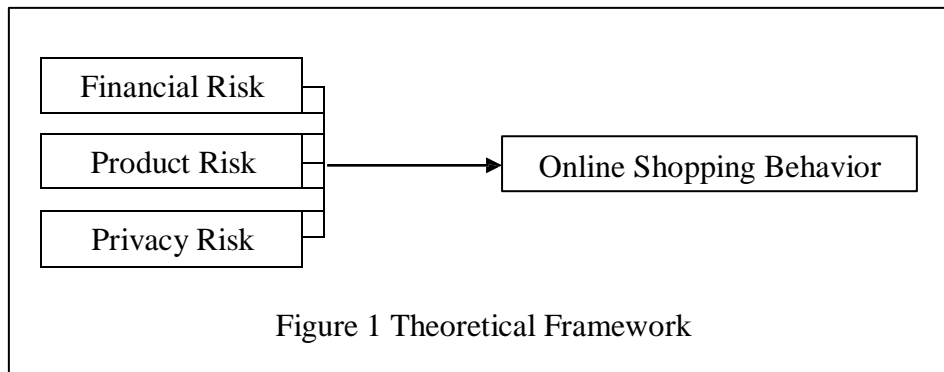 Financial Risk
Product Risk
Online Shopping Behavior
Privacy Risk
Figure 1 Theoretical Framework